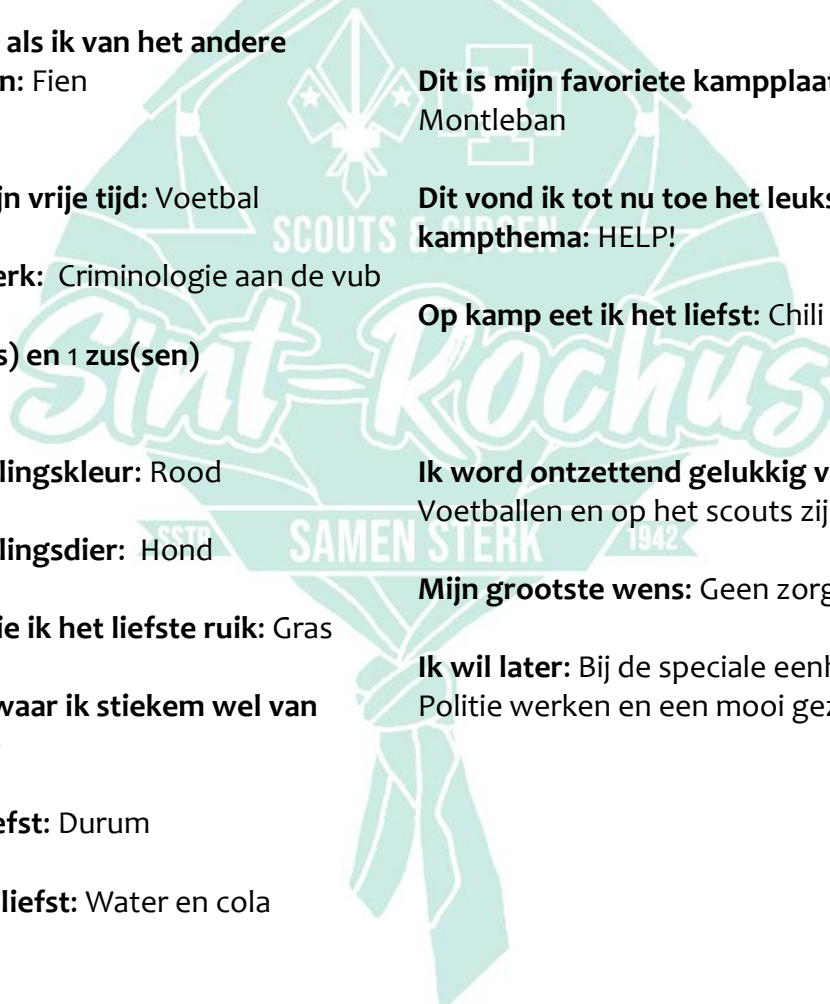 als ik van het andere
n: Fien
jn vrije tijd: Voetbal
erk: Criminologie aan de vub
s) en 1 zus(sen)
lingskleur: Rood
lingsdier: Hond
ie ik het liefste ruik: Gras
waar ik stiekem wel van
efst: Durum
liefst: Water en cola
Dit is mijn favoriete kampplaat
Montleban
Dit vond ik tot nu toe het leuks
kampthema: HELP!
Op kamp eet ik het liefst: Chili
Ik word ontzettend gelukkig v
Voetballen en op het scouts zij
Mijn grootste wens: Geen zorg
Ik wil later: Bij de speciale eenh
Politie werken en een mooi gez
SCOUTS & GIDSEN
Sint-Rochus
SSTR
SAMEN STERK
1942